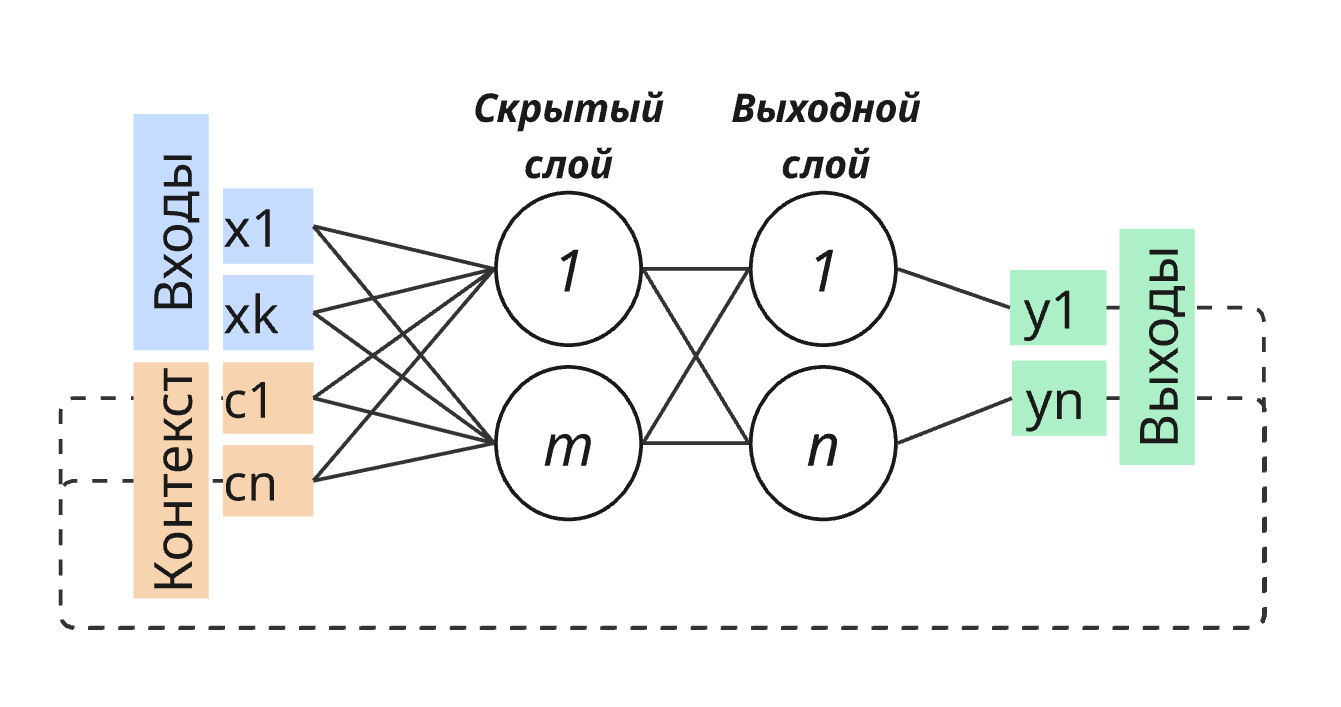 Скрытый
слой
Выходной
слой
Входы
x1
xk
Контекст
c1
cn
1
m
1
n
y1
yn
Выходы